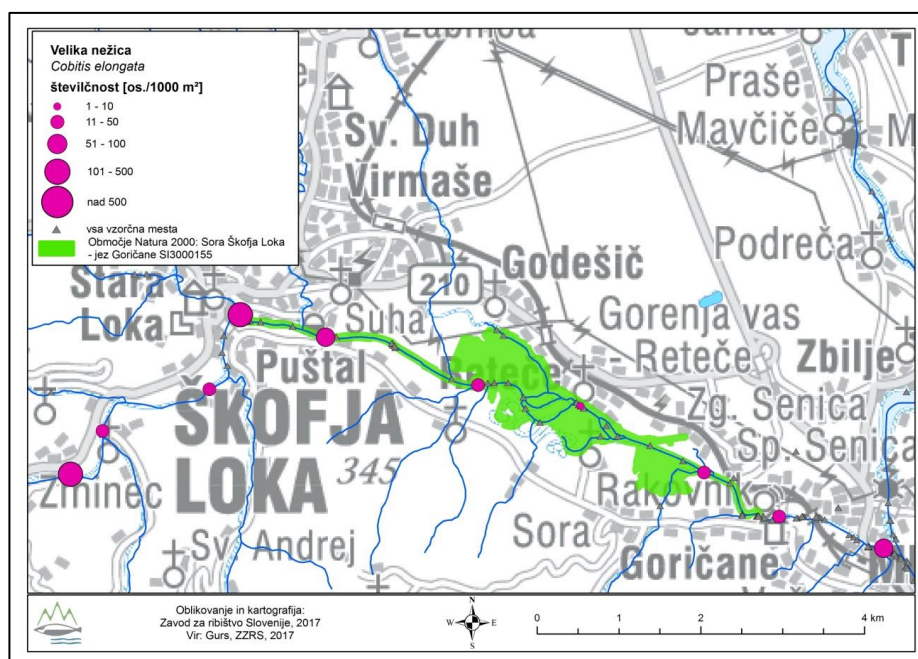 Velika nežica
Cobitis elongata
številčnost [os./1000 m²]
1 - 10
11 - 50
51 - 100
101 - 500
nad 500
vsa vzorčna mesta
Območje Natura 2000: Sora Škofja Loka
- jez Goričane SI3000155
Žabnica
Sv. Duh
Virmaše
Praše
Mavčiče
Podreča
210
Godešič
Stara
Loka
Suha
Gorenja vas
- Reteče
Zbilje
Puštal
Reteče
ŠKOFJA
LOKA
345
Zg. Senica
Sp. Senica
Zminec
Rakovnik
Sv. Andrej
Sora
Goričane
Oblikovanje in kartografija:
Zavod za ribištvo Slovenije, 2017
Vir: Gurs, ZZRS, 2017
N
W E
S
0 1 2 4 km